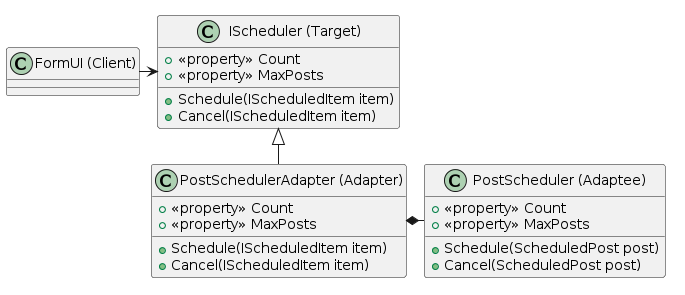 C IScheduler (Target)
«property» Count
«property» MaxPosts
Schedule(IScheduledItem item)
Cancel(IScheduledItem item)
C FormUI (Client)
C PostSchedulerAdapter (Adapter)
«property» Count
«property» MaxPosts
Schedule(IScheduledItem item)
Cancel(IScheduledItem item)
C PostScheduler (Adaptee)
«property» Count
«property» MaxPosts
Schedule(ScheduledPost post)
Cancel(ScheduledPost post)